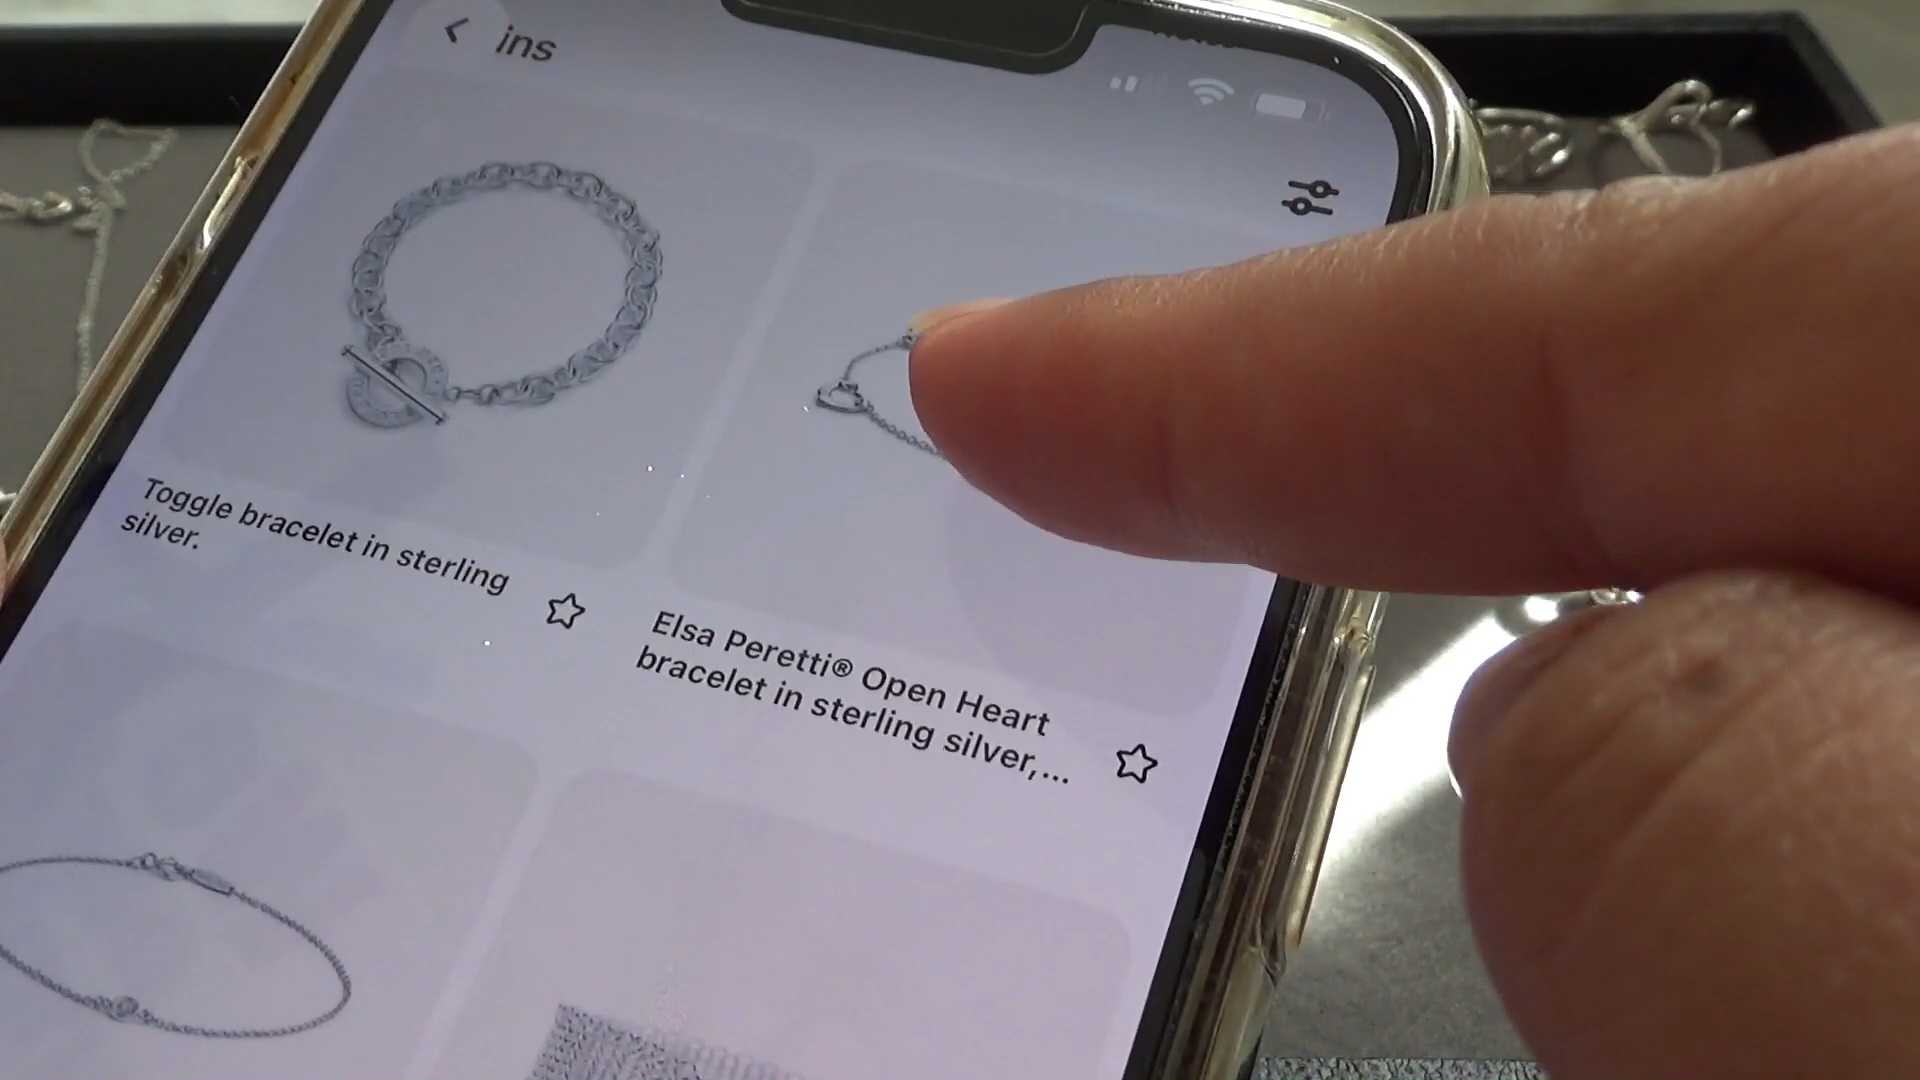 ins
Toggle bracelet in sterling
silver.
Elsa Peretti® Open Heart
bracelet in sterling silver,...